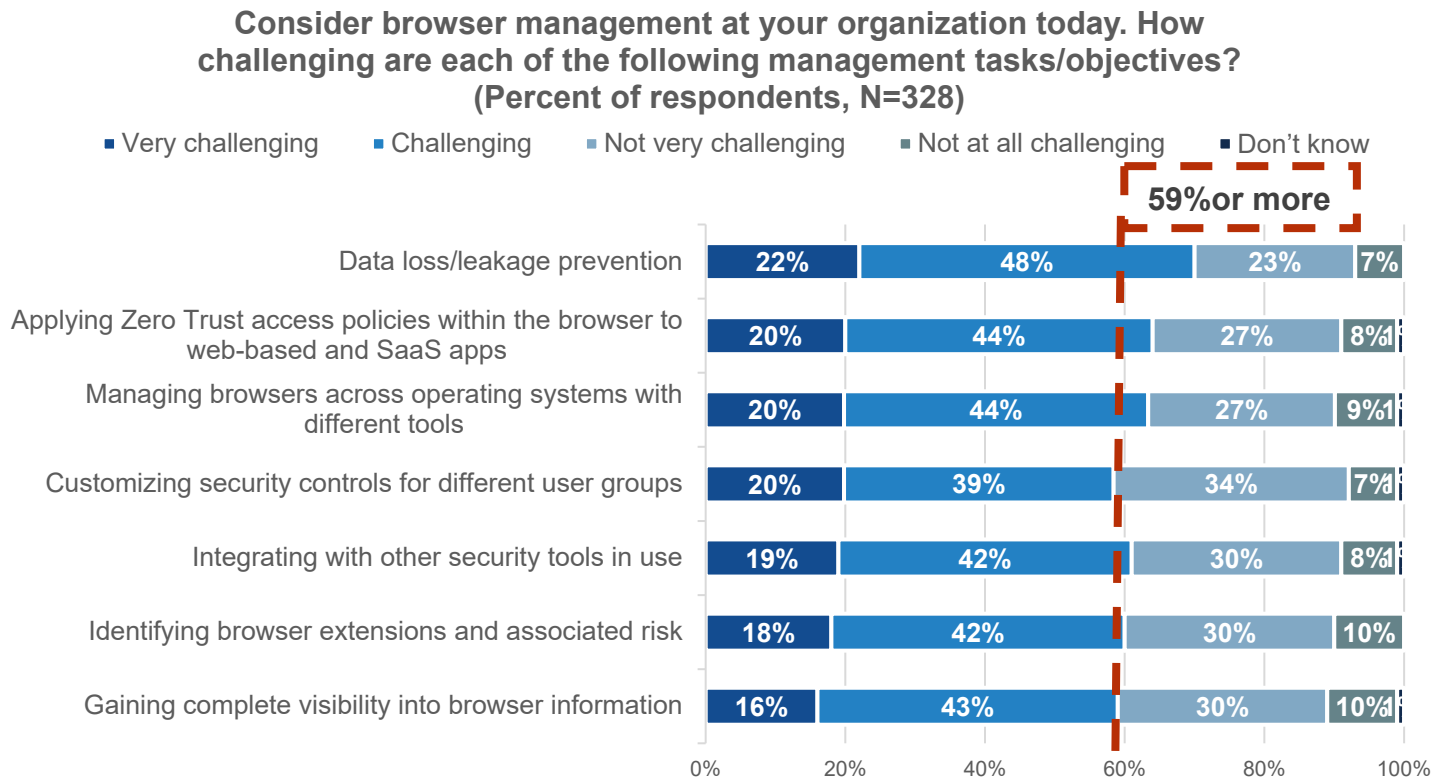 Consider browser management at your organization today. How
challenging are each of the following management tasks/objectives?
(Percent of respondents, N=328)
Very challenging Challenging Not very challenging Not at all challenging Don’t know
59%or more
Data loss/leakage prevention 22% 48% 23% 7%
Applying Zero Trust access policies within the browser to
web-based and SaaS apps
20% 44% 27% 8% 1%
Managing browsers across operating systems with
different tools
20% 44% 27% 9% 1%
Customizing security controls for different user groups 20% 39% 34% 7%
Integrating with other security tools in use 19% 42% 30% 8% 1%
Identifying browser extensions and associated risk 18% 42% 30% 10%
Gaining complete visibility into browser information 16% 43% 30% 10% 1%
0% 20% 40% 60% 80% 100%